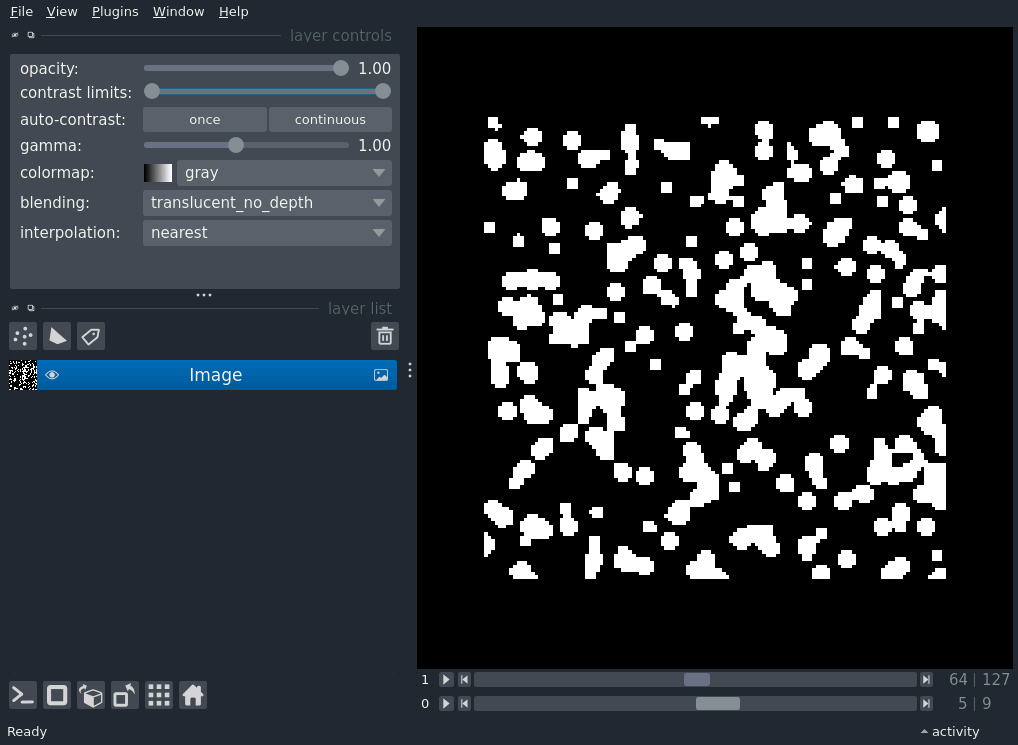 File View Plugins Window Help
layer controls
opacity: 1.00
contrast limits:
auto-contrast: once continuous
gamma: 1.00
colormap: gray
blending: translucent_no_depth
interpolation: nearest
layer list
Image
1 64 | 127
0 5 | 9
Ready activity